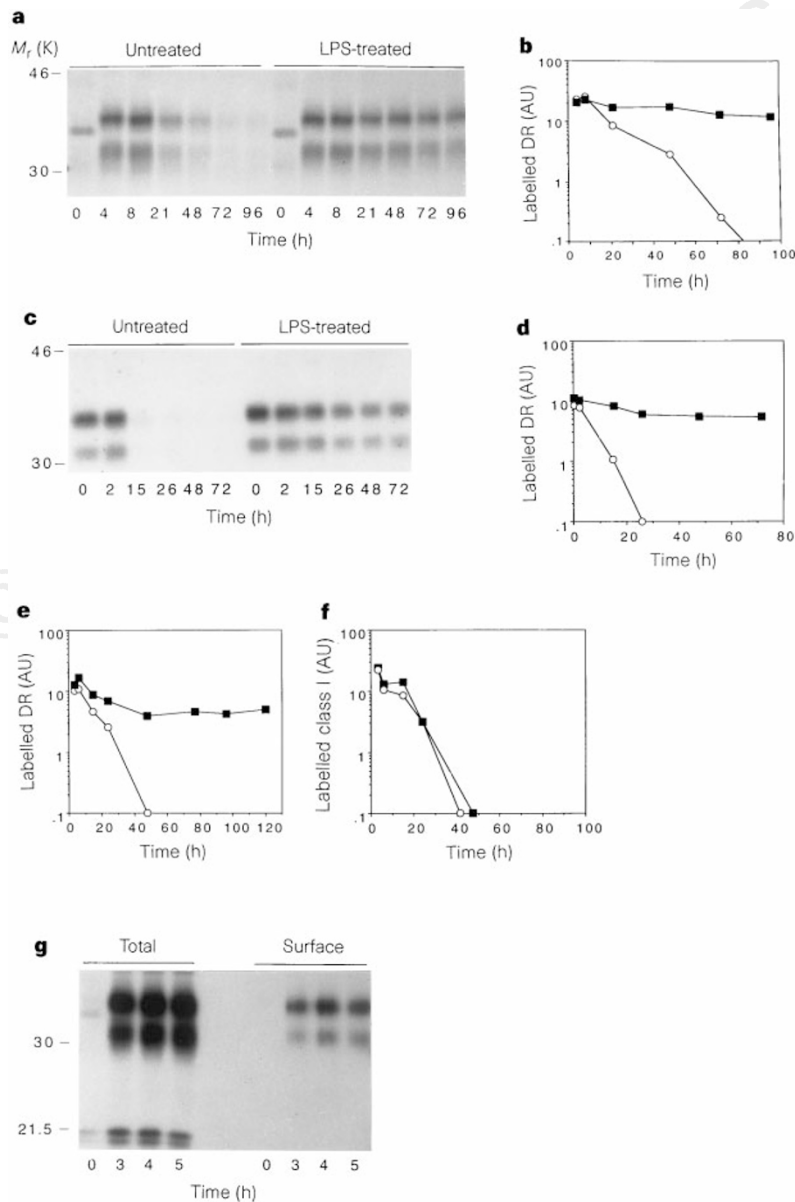 a
Mr (K)
Untreated
LPS-treated
46
30
0 4 8 21 48 72 96
0 4 8 21 48 72 96
Time (h)
b
Labelled DR (AU)
100
10
1
.1
0 20 40 60 80 100
Time (h)
c
Untreated
LPS-treated
46
30
0 2 15 26 48 72
0 2 15 26 48 72
Time (h)
d
Labelled DR (AU)
100
10
1
.1
0 20 40 60 80
Time (h)
e
Labelled DR (AU)
100
10
1
.1
0 20 40 60 80 100 120
Time (h)
f
Labelled class I (AU)
100
10
1
.1
0 20 40 60 80 100
Time (h)
g
Total
Surface
30
21.5
0 3 4 5
0 3 4 5
Time (h)